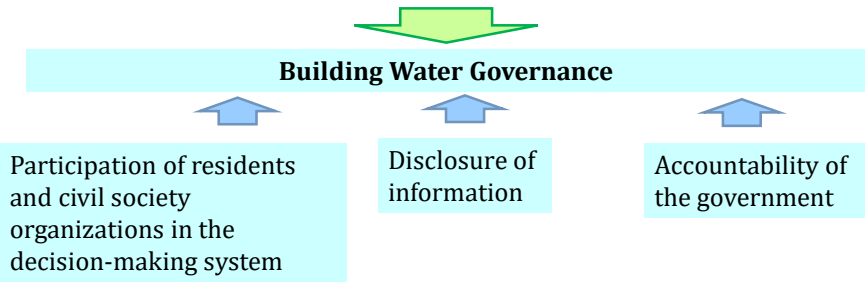 Building Water Governance
Participation of residents
and civil society
organizations in the
decision-making system
Disclosure of
information
Accountability of
the government